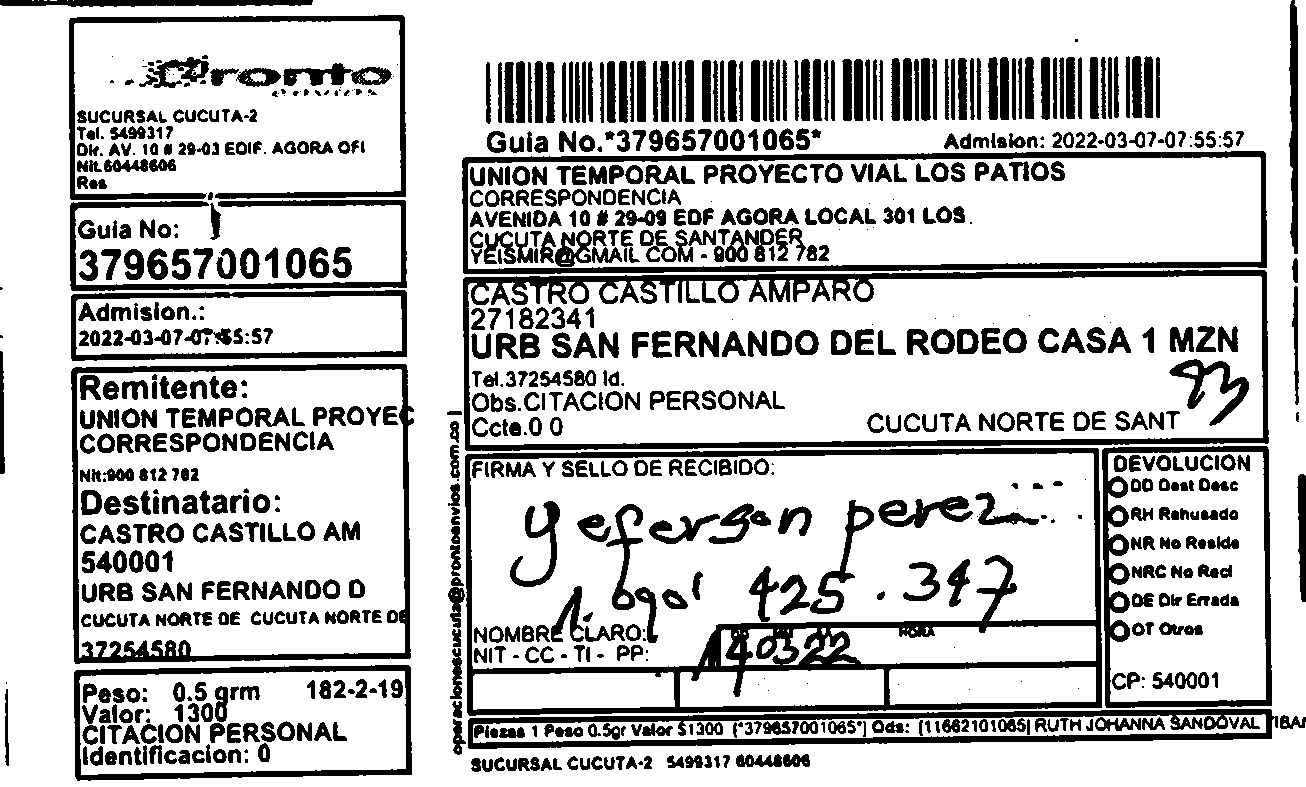 Pronto
SUCURSAL CUCUTA-2
Tel. 5499317
Dir. AV. 10 # 29-03 EDIF. AGORA OFI
Nit.60448606
Res
Guia No:
379657001065
Admision.:
2022-03-07-07:55:57
Remitente:
UNION TEMPORAL PROYEC
CORRESPONDENCIA
Nit:900 812 782
Destinatario:
CASTRO CASTILLO AM
540001
URB SAN FERNANDO D
CUCUTA NORTE DE CUCUTA NORTE DE
37254580
Peso: 0.5 grm 182-2-19
Valor: 1300
CITACION PERSONAL
Identificacion: 0
Guia No.*379657001065* Admision: 2022-03-07-07:55:57
UNION TEMPORAL PROYECTO VIAL LOS PATIOS
CORRESPONDENCIA
AVENIDA 10 # 29-09 EDF AGORA LOCAL 301 LOS
CUCUTA NORTE DE SANTANDER
YEISMIR@GMAIL COM - 900 812 782
CASTRO CASTILLO AMPARO
27182341
URB SAN FERNANDO DEL RODEO CASA 1 MZN
Tel.37254580 Id.
Obs.CITACION PERSONAL
Ccte.0 0 CUCUTA NORTE DE SANT
operacionescucuta@prontoenvios.com.co
FIRMA Y SELLO DE RECIBIDO:
yeferson perez
1.090 425.347
NOMBRE CLARO:
NIT - CC - TI - PP:
HORA
140322
DEVOLUCION
DD Dest Desc
RH Rehusado
NR No Reside
NRC No Recl
DE Dir Errada
OT Otros
CP: 540001
Piezas 1 Peso 0.5gr Valor $1300 (*379657001065*] Ods: [11662101065] RUTH JOHANNA SANDOVAL TIBA
SUCURSAL CUCUTA-2 5499317 60448606